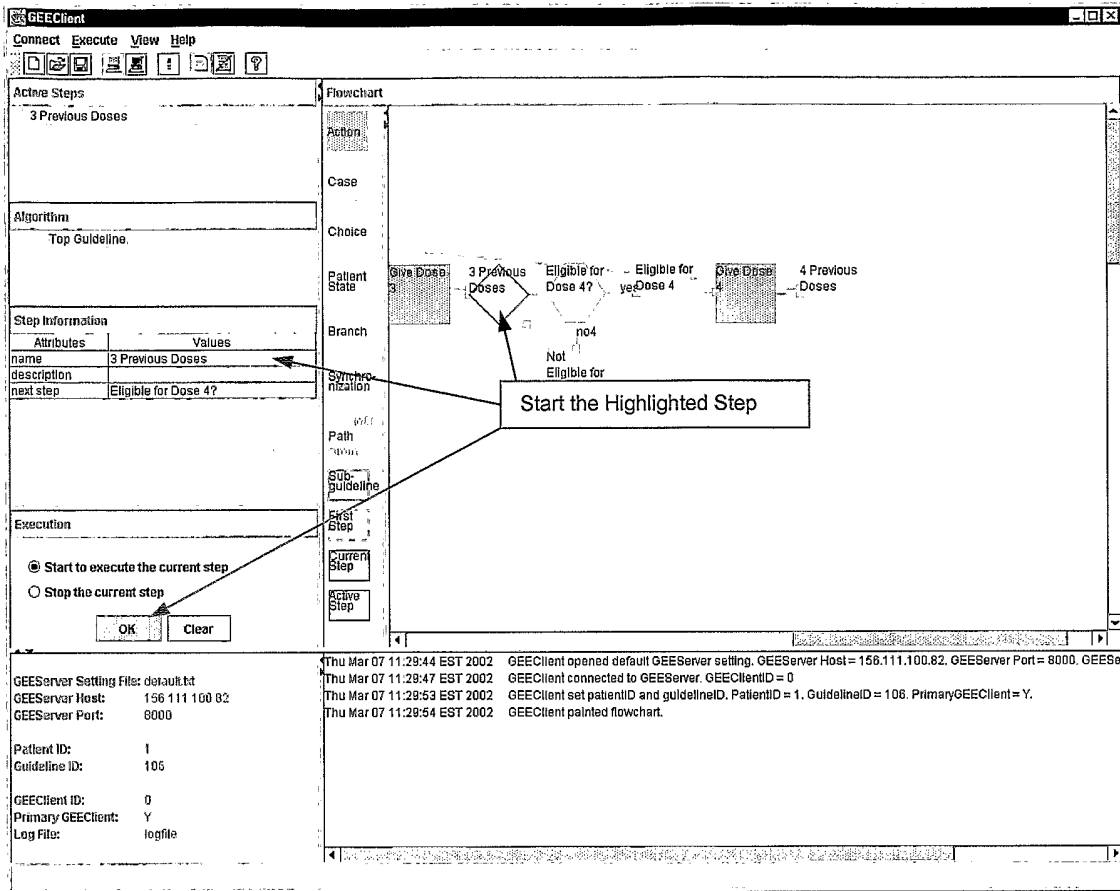 GEEClient
Connect Execute View Help
Active Steps
3 Previous Doses
Algorithm
Top Guideline.
Step Information
Attributes Values
name 3 Previous Doses
description
next step Eligible for Dose 4?
Execution
Start to execute the current step
Stop the current step
OK Clear
Flowchart
Action
Case
Choice
Patient
State
Branch
Synchro-
nization
Path
Sub-
guideline
First
Step
Current
Step
Active
Step
Give Dose
3
3 Previous
Doses
Eligible for
Dose 4?
yes
Eligible for
Dose 4
Give Dose
4
4 Previous
Doses
no4
Not
Eligible for
Start the Highlighted Step
GEEServer Setting File: default.txt
GEEServer Host: 156.111.100.82
GEEServer Port: 8000
Patient ID: 1
Guideline ID: 106
GEEClient ID: 0
Primary GEEClient: Y
Log File: logfile
Thu Mar 07 11:29:44 EST 2002 GEEClient opened default GEEServer setting. GEEServer Host = 156.111.100.82. GEEServer Port = 8000. GEESe
Thu Mar 07 11:29:47 EST 2002 GEEClient connected to GEEServer. GEEClientID = 0
Thu Mar 07 11:29:53 EST 2002 GEEClient set patientID and guidelineID. PatientID = 1. GuidelineID = 106. PrimaryGEEClient = Y.
Thu Mar 07 11:29:54 EST 2002 GEEClient painted flowchart.